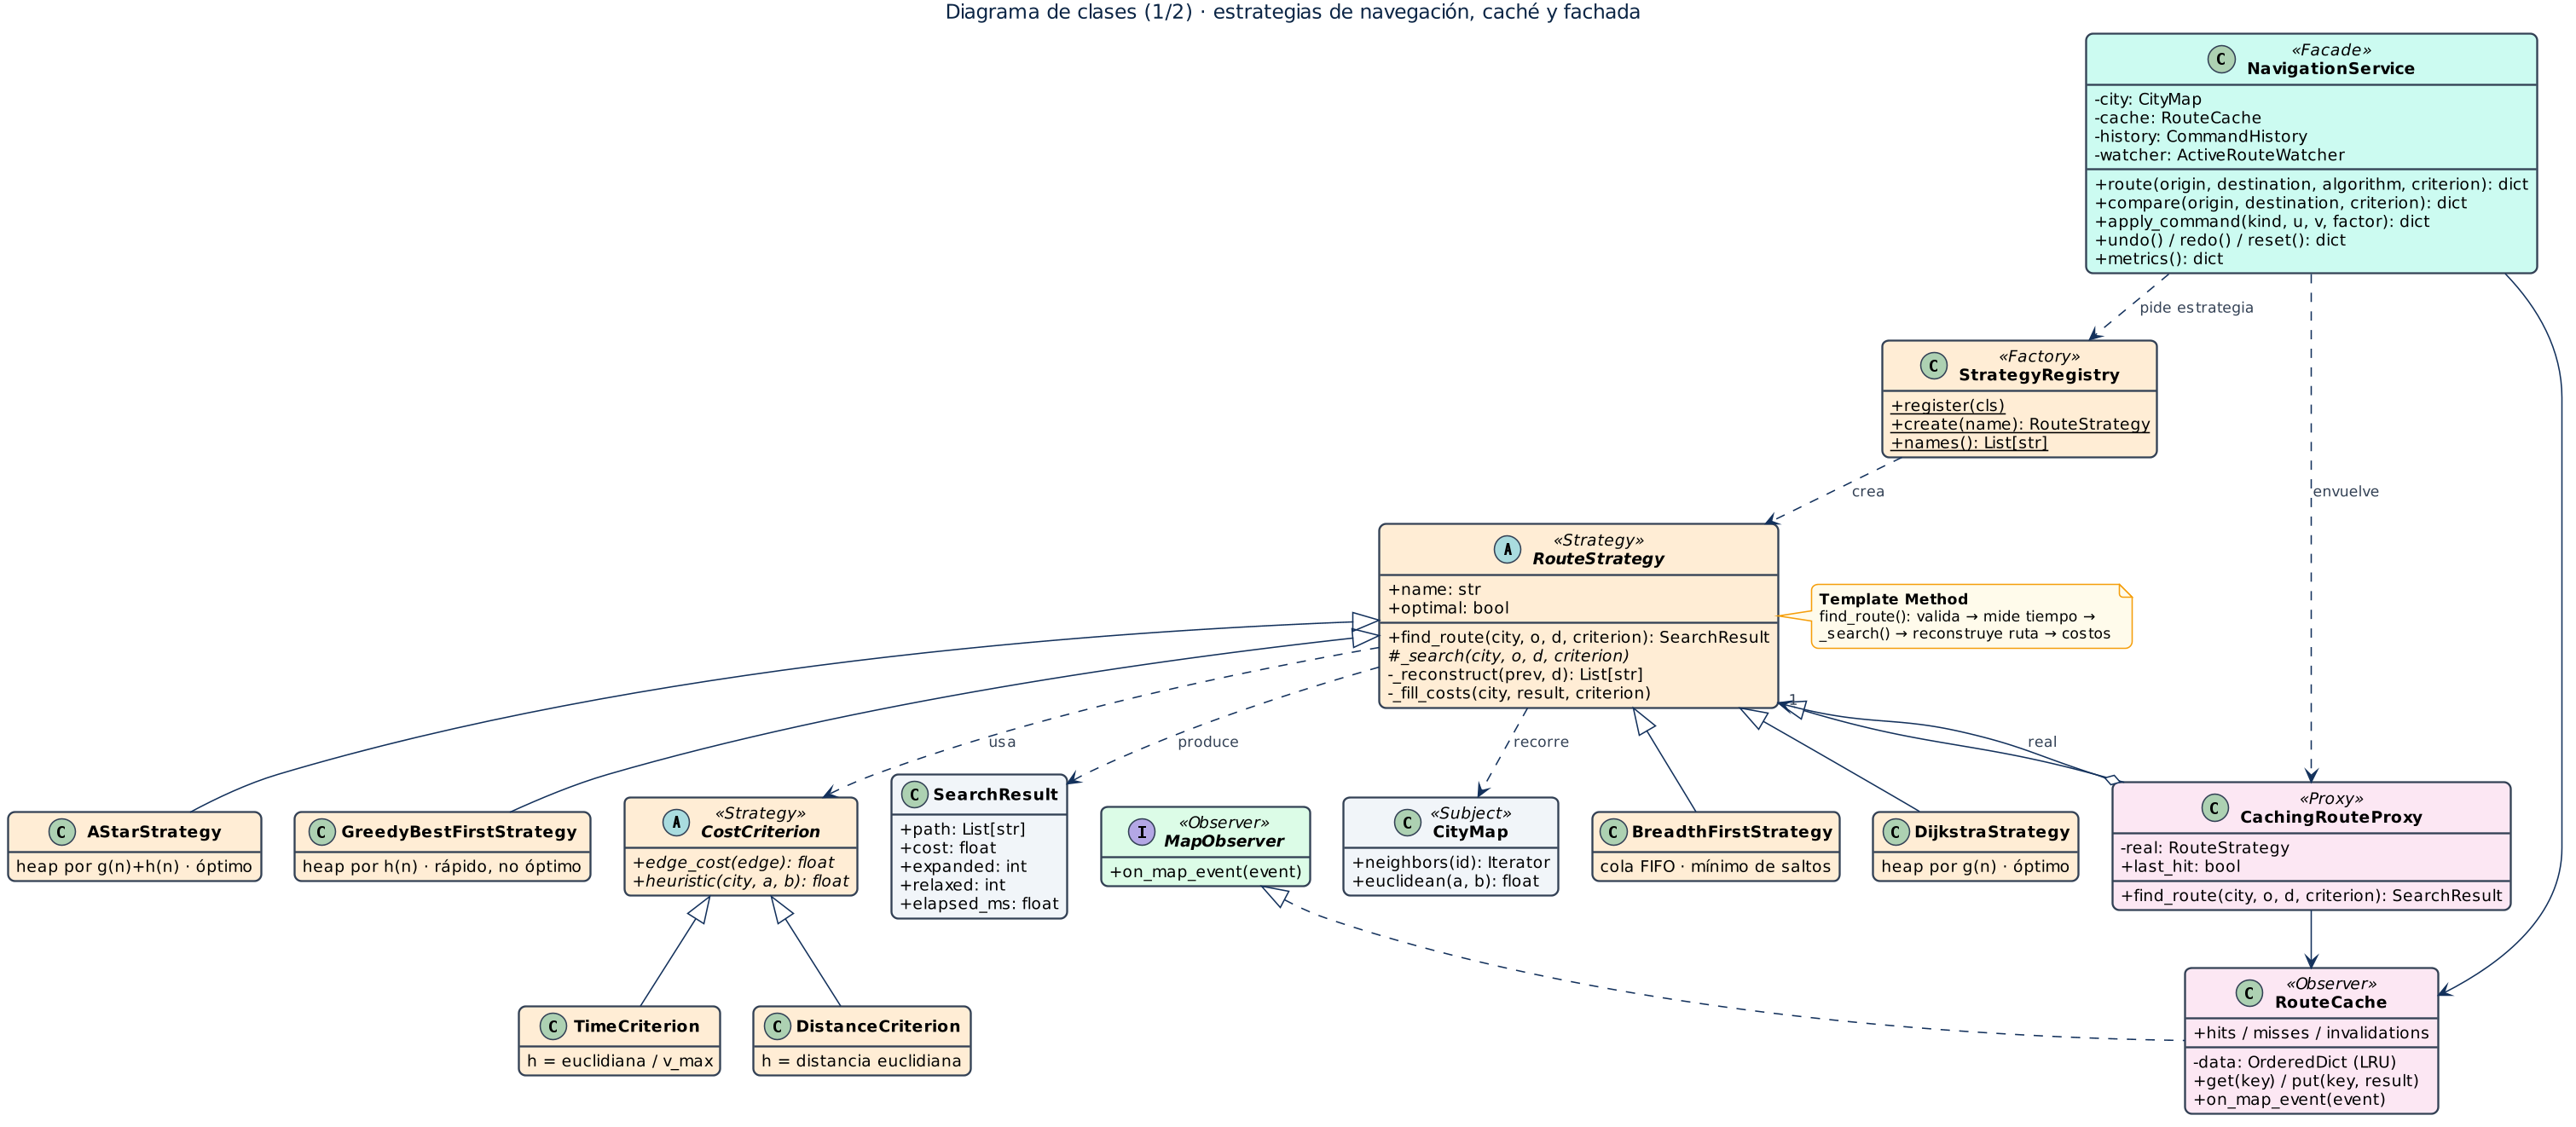 Diagrama de clases (1/2) · estrategias de navegación, caché y fachada
«Facade»
C NavigationService
-city: CityMap
-cache: RouteCache
-history: CommandHistory
-watcher: ActiveRouteWatcher
+route(origin, destination, algorithm, criterion): dict
+compare(origin, destination, criterion): dict
+apply_command(kind, u, v, factor): dict
+undo() / redo() / reset(): dict
+metrics(): dict
pide estrategia
«Factory»
C StrategyRegistry
+register(cls)
+create(name): RouteStrategy
+names(): List[str]
crea
envuelve
«Strategy»
A RouteStrategy
+name: str
+optimal: bool
+find_route(city, o, d, criterion): SearchResult
#_search(city, o, d, criterion)
-_reconstruct(prev, d): List[str]
-_fill_costs(city, result, criterion)
Template Method
find_route(): valida → mide tiempo →
_search() → reconstruye ruta → costos
1
usa
produce
recorre
real
C AStarStrategy
heap por g(n)+h(n) · óptimo
C GreedyBestFirstStrategy
heap por h(n) · rápido, no óptimo
«Strategy»
A CostCriterion
+edge_cost(edge): float
+heuristic(city, a, b): float
C SearchResult
+path: List[str]
+cost: float
+expanded: int
+relaxed: int
+elapsed_ms: float
«Observer»
I MapObserver
+on_map_event(event)
«Subject»
C CityMap
+neighbors(id): Iterator
+euclidean(a, b): float
C BreadthFirstStrategy
cola FIFO · mínimo de saltos
C DijkstraStrategy
heap por g(n) · óptimo
«Proxy»
C CachingRouteProxy
-real: RouteStrategy
+last_hit: bool
+find_route(city, o, d, criterion): SearchResult
C TimeCriterion
h = euclidiana / v_max
C DistanceCriterion
h = distancia euclidiana
«Observer»
C RouteCache
+hits / misses / invalidations
-data: OrderedDict (LRU)
+get(key) / put(key, result)
+on_map_event(event)